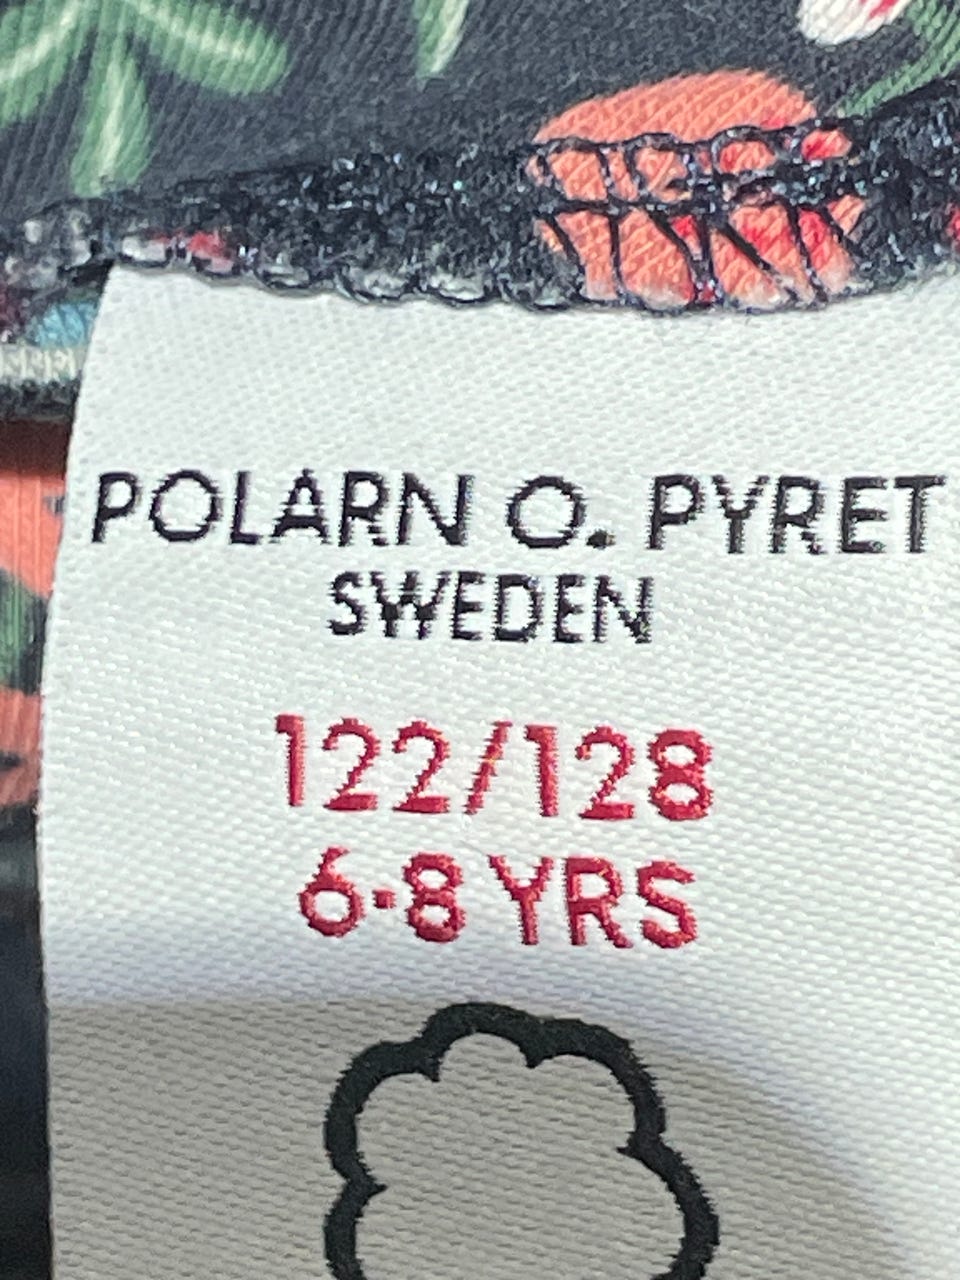 POLARN O. PYRET
SWEDEN
122/128
6-8 YRS